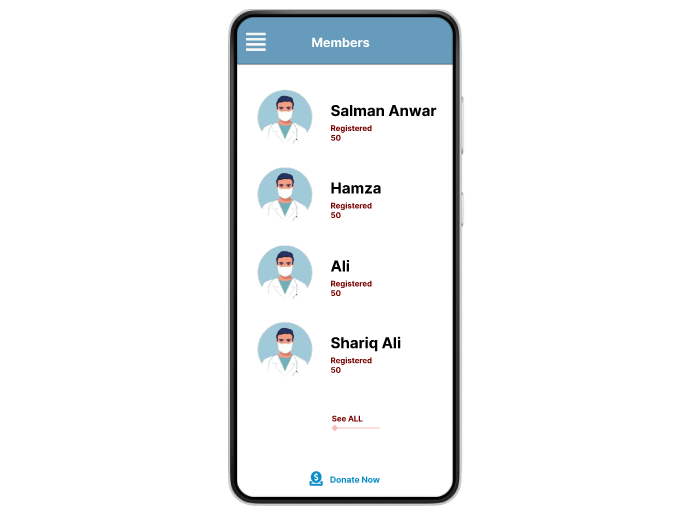 Members
Salman Anwar
Registered
50
Hamza
Registered
50
Ali
Registered
50
Shariq Ali
Registered
50
See ALL
$
Donate Now